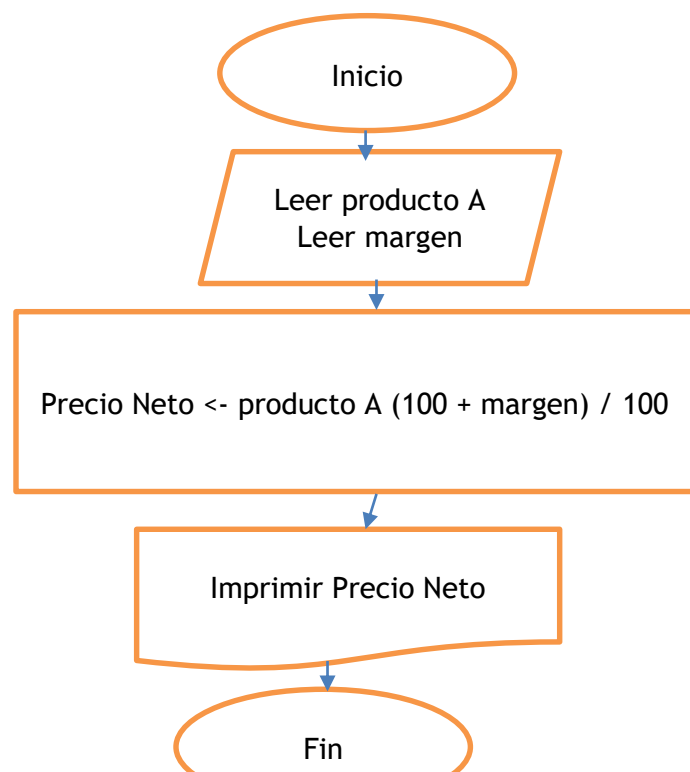 Inicio
Leer producto A
Leer margen
Precio Neto <- producto A (100 + margen) / 100
Imprimir Precio Neto
Fin